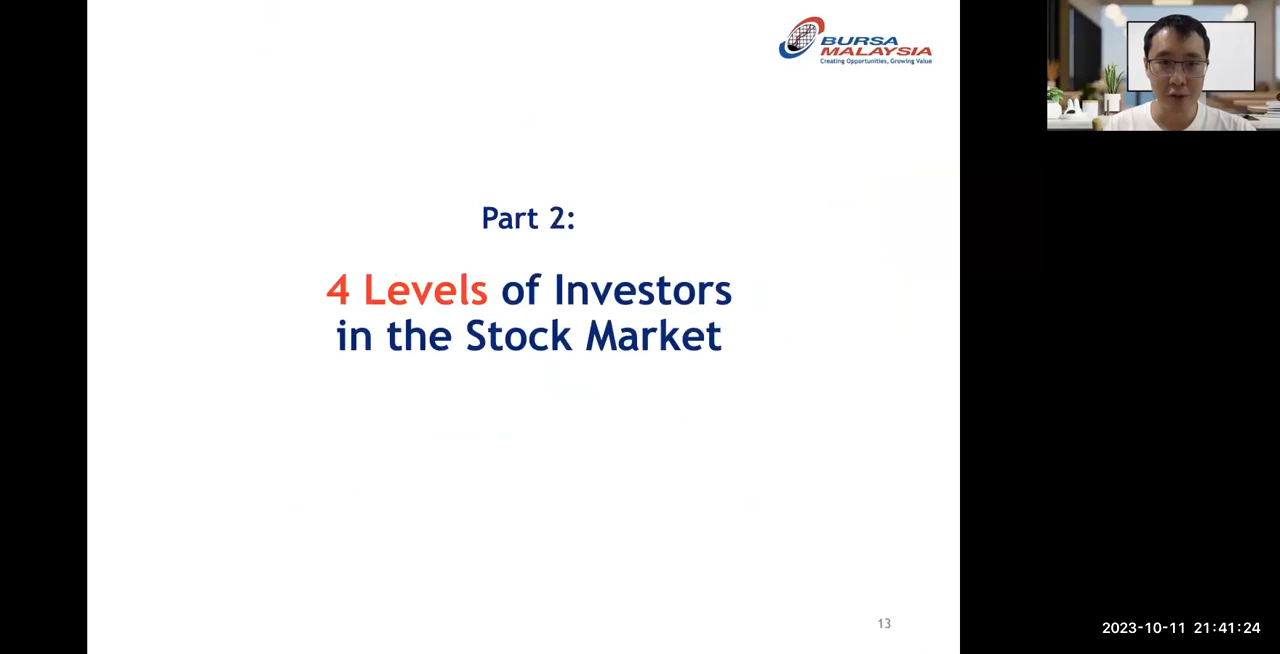 BURSA
MALAYSIA
Creating Opportunities, Growing Value
Part 2:
4 Levels of Investors
in the Stock Market
13
2023-10-11 21:41:24